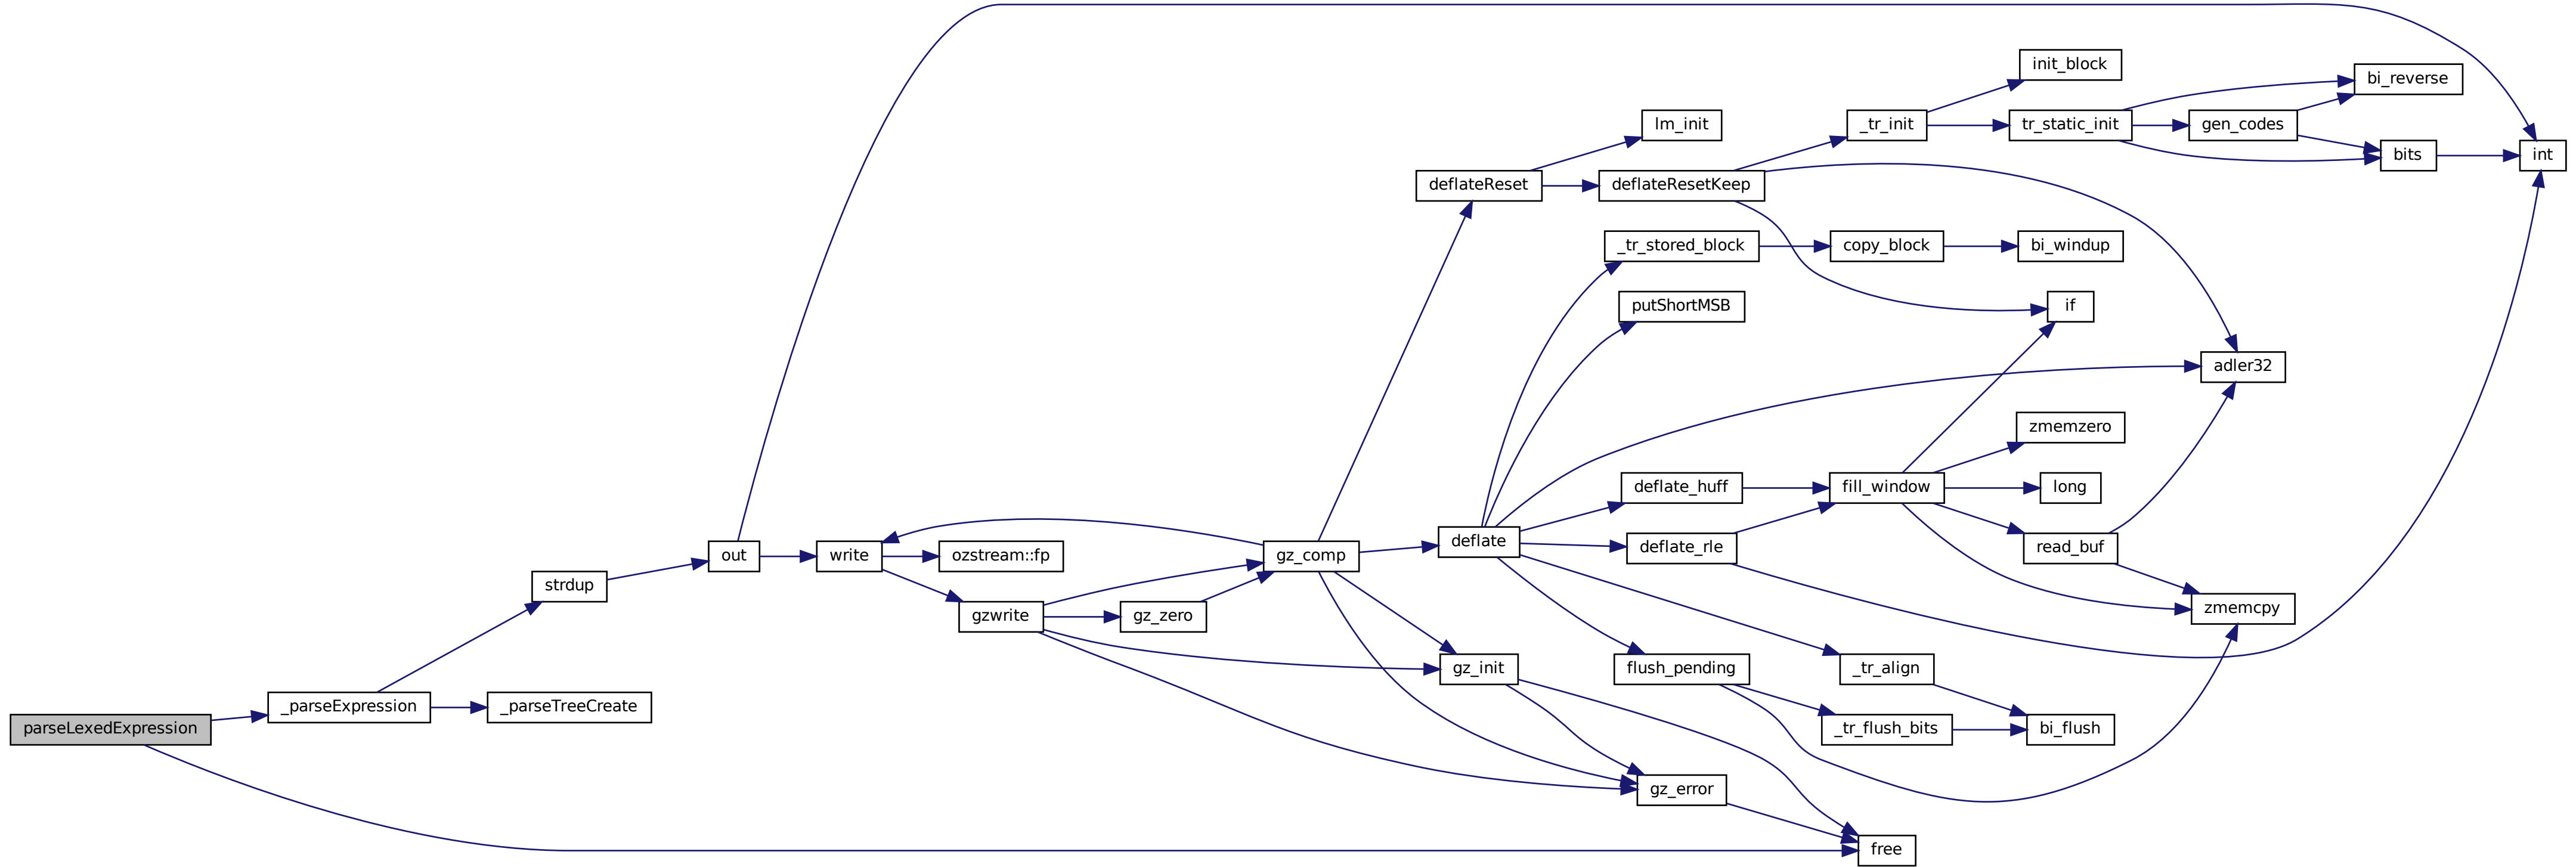 init_block
bi_reverse
lm_init
_tr_init
tr_static_init
gen_codes
bits
int
deflateReset
deflateResetKeep
_tr_stored_block
copy_block
bi_windup
putShortMSB
if
adler32
zmemzero
deflate_huff
fill_window
long
deflate
deflate_rle
read_buf
out
write
ozstream::fp
gz_comp
strdup
gzwrite
gz_zero
zmemcpy
gz_init
flush_pending
_tr_align
_parseExpression
_parseTreeCreate
parseLexedExpression
_tr_flush_bits
bi_flush
gz_error
free